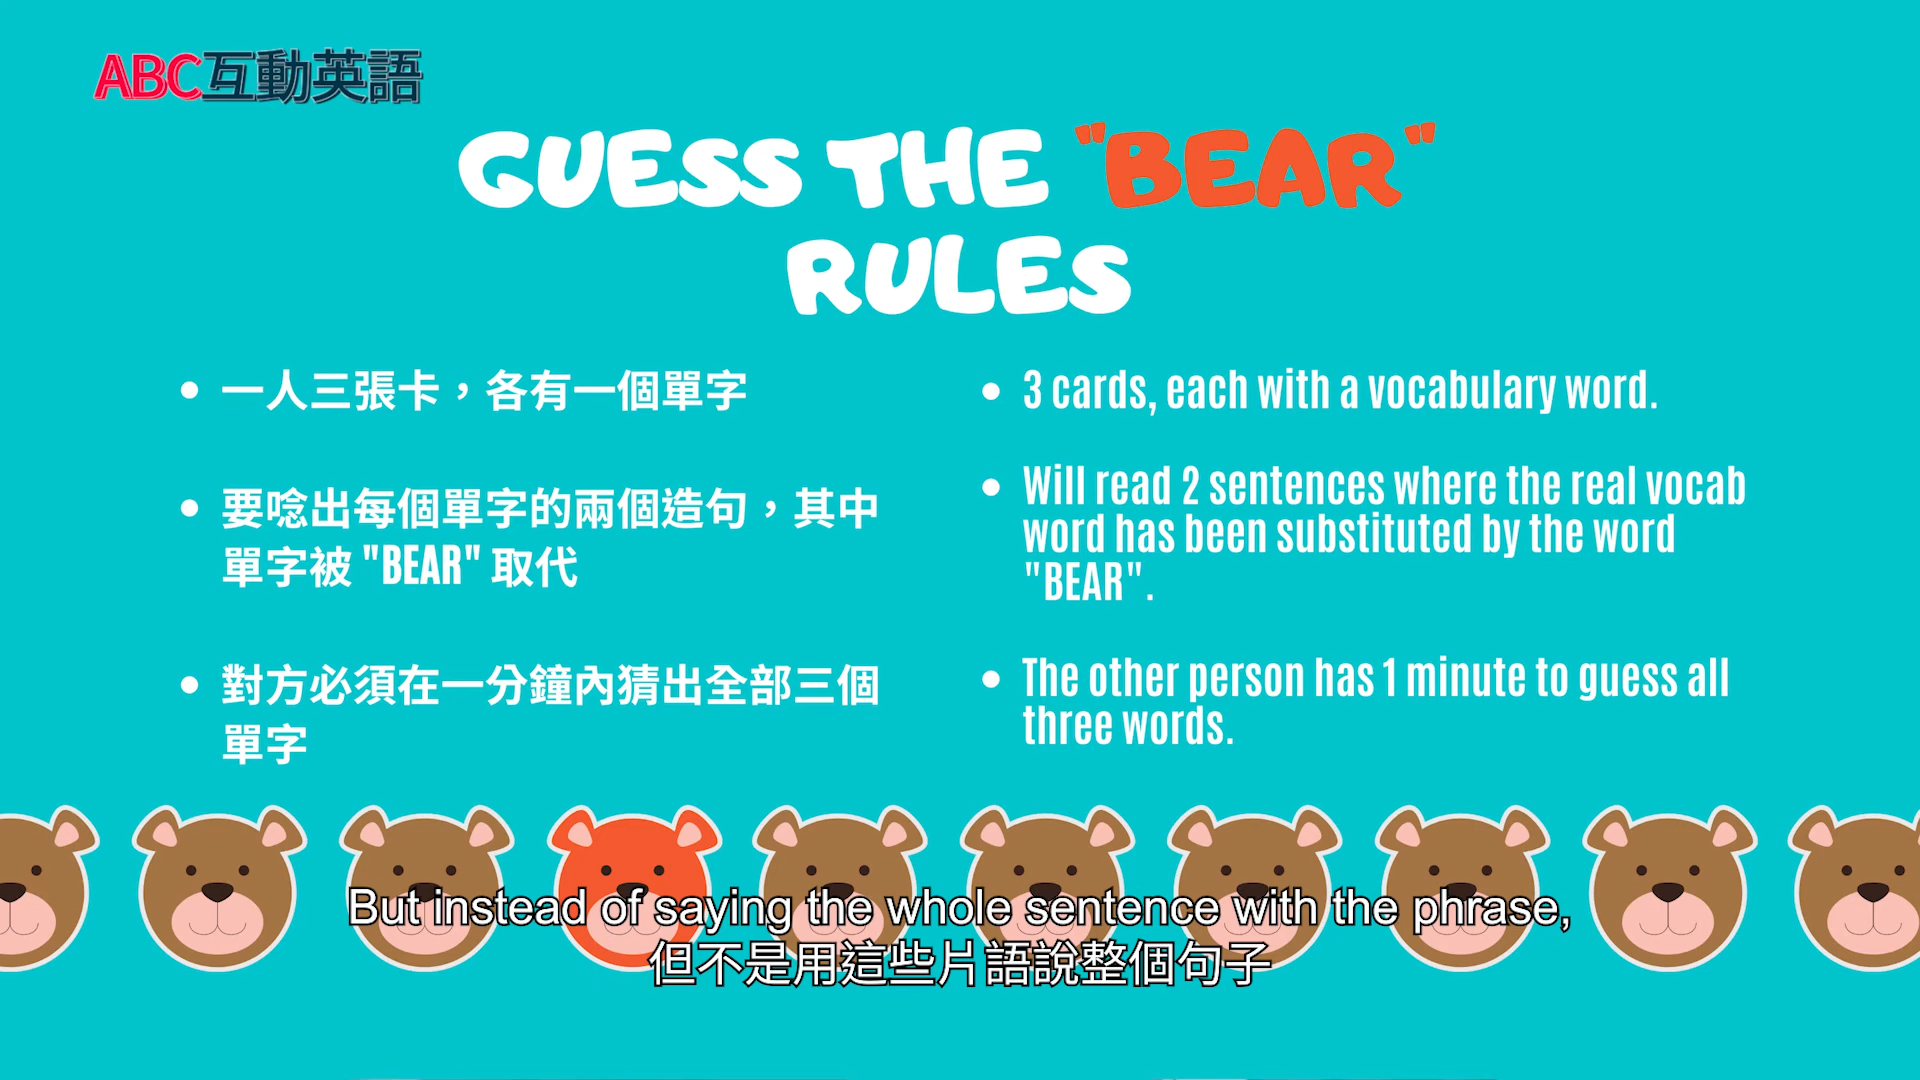 ABC互動英語
GUESS THE "BEAR"
RULES
一人三張卡，各有一個單字
要唸出每個單字的兩個造句，其中
單字被 "BEAR" 取代
對方必須在一分鐘內猜出全部三個
單字
3 cards, each with a vocabulary word.
Will read 2 sentences where the real vocab
word has been substituted by the word
"BEAR".
The other person has 1 minute to guess all
three words.
But instead of saying the whole sentence with the phrase,
但不是用這些片語說整個句子